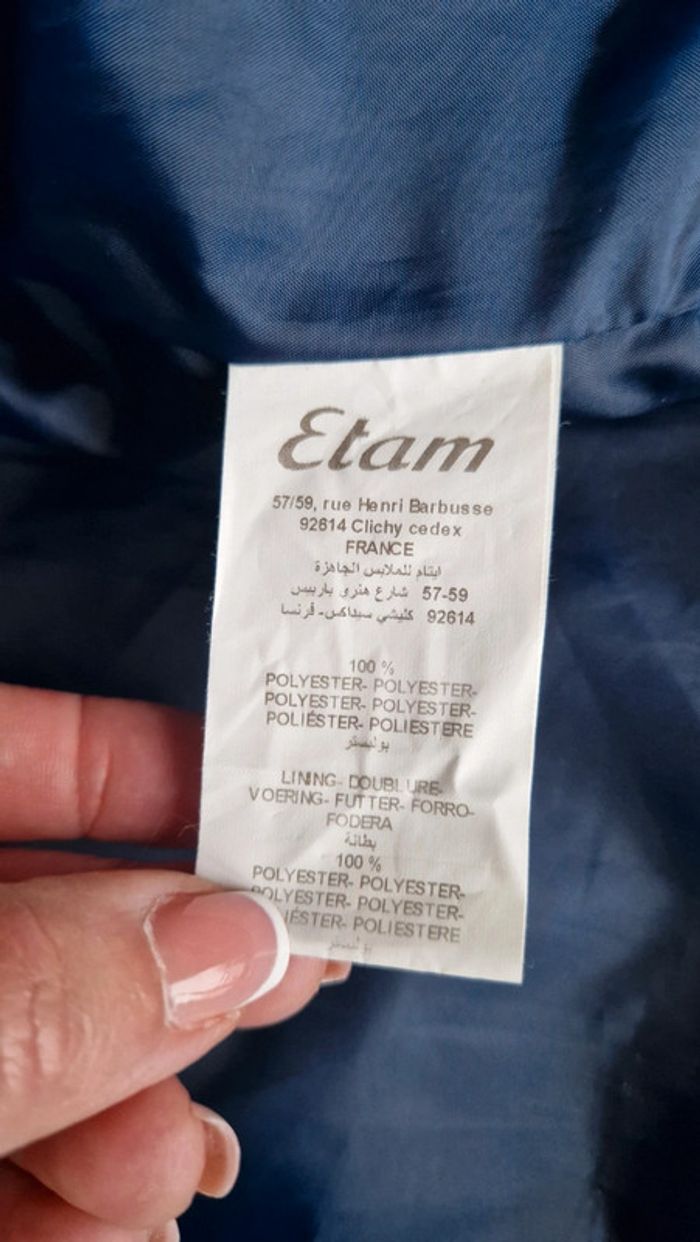 Etam
57/59, rue Henri Barbusse
92614 Clichy cedex
FRANCE
ايتام للملابس الجاهزة
57-59 شارع هنري باربيس
92614 كليشي سيداكس- فرنسا
100 %
POLYESTER- POLYESTER-
POLYESTER- POLYESTER-
POLIÉSTER- POLIESTERE
بوليستر
LINING- DOUBLURE-
VOERING- FUTTER- FORRO-
FODERA
بطانة
100 %
POLYESTER- POLYESTER-
POLYESTER- POLYESTER-
POLIÉSTER- POLIESTERE
بوليستر